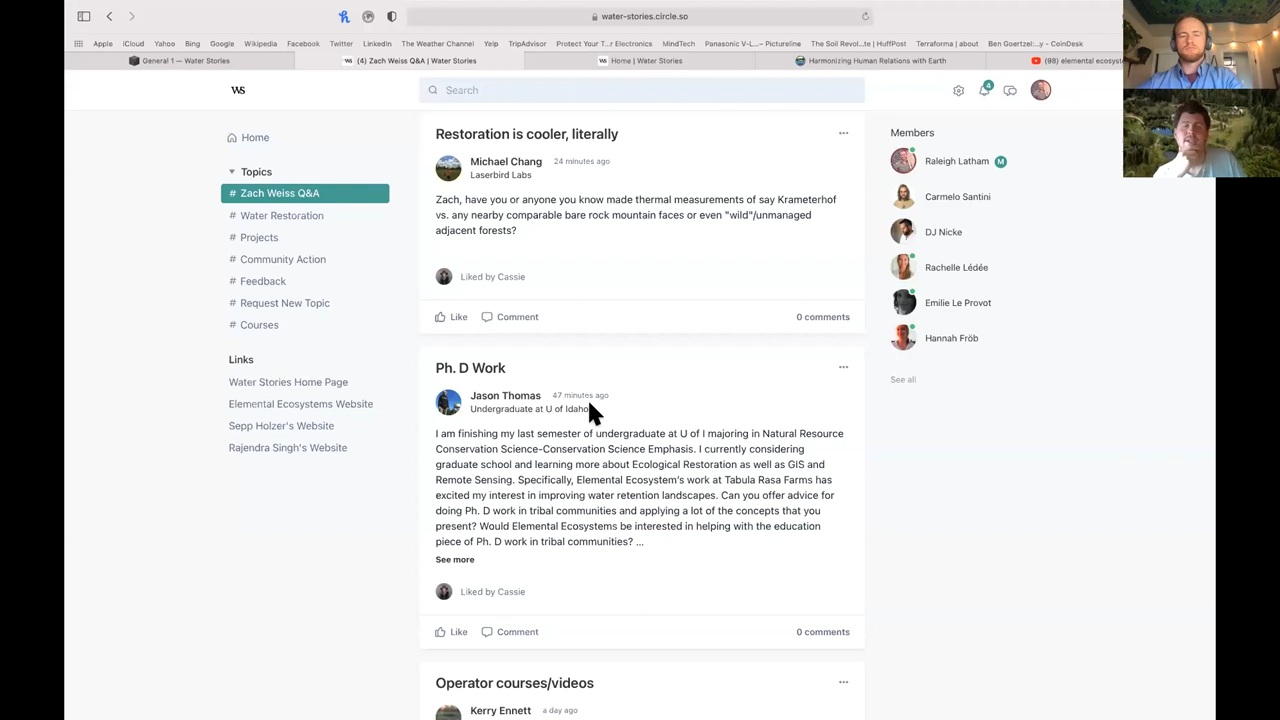 water-stories.circle.so
Apple iCloud Yahoo Bing Google Wikipedia Facebook Twitter LinkedIn The Weather Channel Yelp TripAdvisor Protect Your T...r Electronics MindTech Panasonic V-L... – Pictureline The Soil Revol...te | HuffPost Terraforma | about Ben Goertzel:...y - CoinDesk
General 1 — Water Stories
(4) Zach Weiss Q&A | Water Stories
Home | Water Stories
Harmonizing Human Relations with Earth
(98) elemental ecosyste
WS
Search
4
Home
Topics
# Zach Weiss Q&A
# Water Restoration
# Projects
# Community Action
# Feedback
# Request New Topic
# Courses
Links
Water Stories Home Page
Elemental Ecosystems Website
Sepp Holzer's Website
Rajendra Singh's Website
Restoration is cooler, literally
Michael Chang 24 minutes ago
Laserbird Labs
Zach, have you or anyone you know made thermal measurements of say Krameterhof
vs. any nearby comparable bare rock mountain faces or even "wild"/unmanaged
adjacent forests?
Liked by Cassie
Like Comment 0 comments
Ph. D Work
Jason Thomas 47 minutes ago
Undergraduate at U of Idaho
I am finishing my last semester of undergraduate at U of I majoring in Natural Resource
Conservation Science-Conservation Science Emphasis. I currently considering
graduate school and learning more about Ecological Restoration as well as GIS and
Remote Sensing. Specifically, Elemental Ecosystem's work at Tabula Rasa Farms has
excited my interest in improving water retention landscapes. Can you offer advice for
doing Ph. D work in tribal communities and applying a lot of the concepts that you
present? Would Elemental Ecosystems be interested in helping with the education
piece of Ph. D work in tribal communities? ...
See more
Liked by Cassie
Like Comment 0 comments
Operator courses/videos
Kerry Ennett a day ago
Members
Raleigh Latham M
Carmelo Santini
DJ Nicke
Rachelle Lédée
Emilie Le Provot
Hannah Fröb
See all